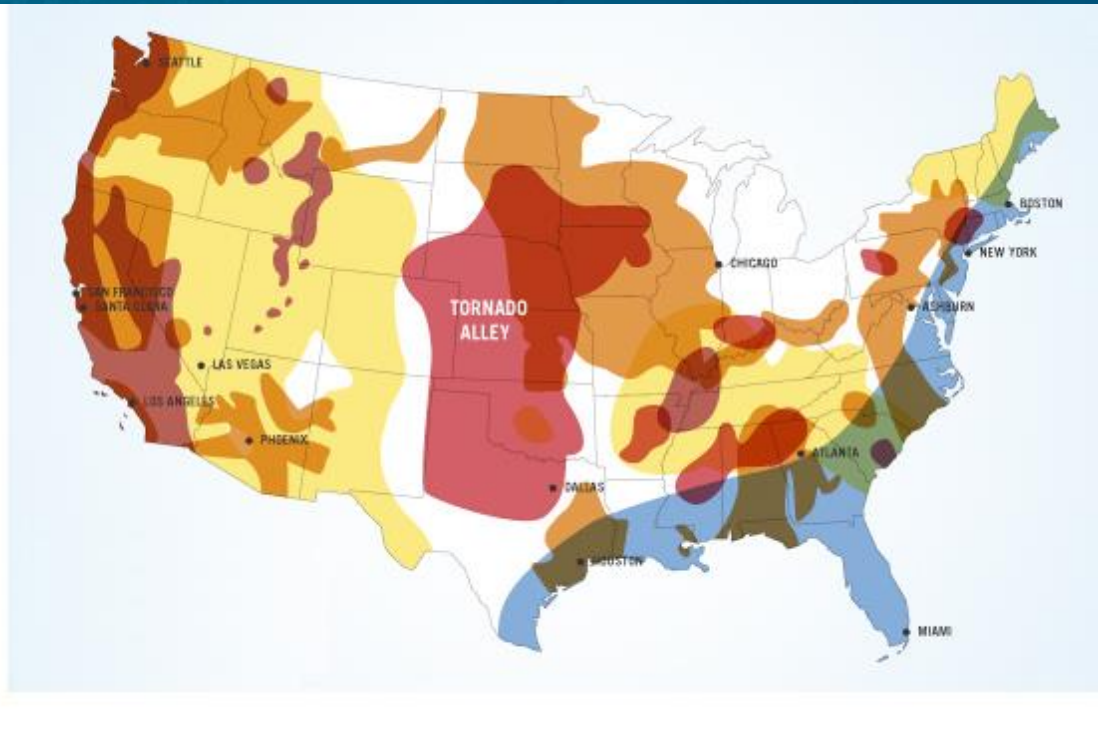 SEATTLE
BOSTON
NEW YORK
CHICAGO
SAN FRANCISCO
SANTA CLARA
TORNADO
ALLEY
ASHBURN
LAS VEGAS
LOS ANGELES
PHOENIX
ATLANTA
DALLAS
HOUSTON
MIAMI